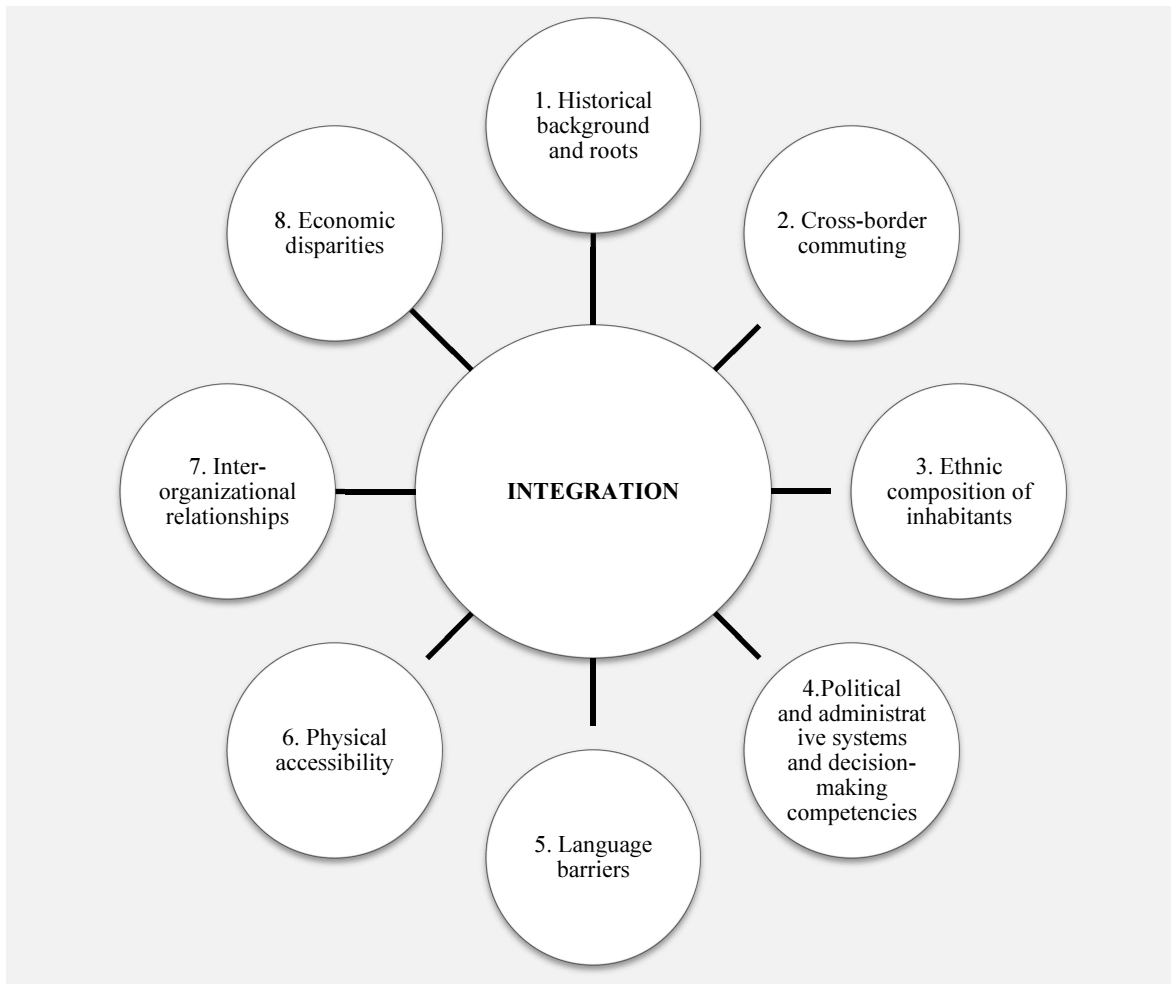 1. Historical
background
and roots
2. Cross-border
commuting
3. Ethnic
composition of
inhabitants
4.Political
and administrat
ive systems
and decision-
making
competencies
5. Language
barriers
6. Physical
accessibility
7. Inter-
organizational
relationships
8. Economic
disparities
INTEGRATION